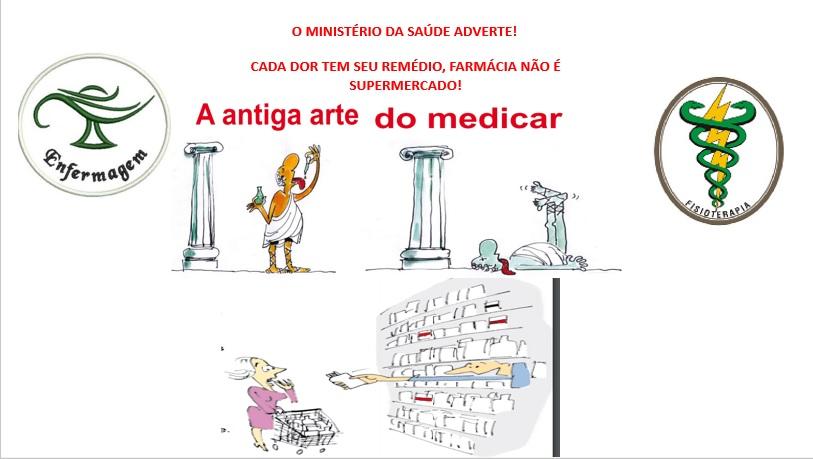 O MINISTÉRIO DA SAÚDE ADVERTE!
CADA DOR TEM SEU REMÉDIO, FARMÁCIA NÃO É
SUPERMERCADO!
A antiga arte do medicar
Enfermagem
FISIOTERAPIA